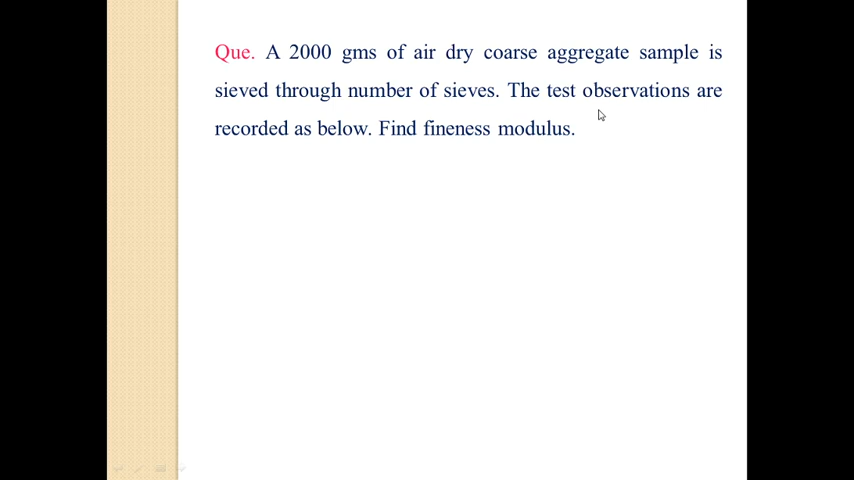 Que. A 2000 gms of air dry coarse aggregate sample is
sieved through number of sieves. The test observations are
recorded as below. Find fineness modulus.